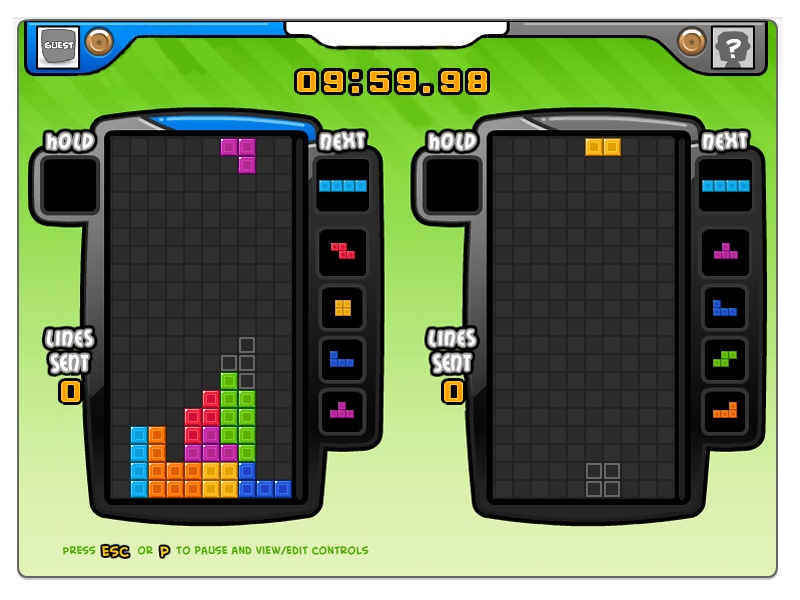 GUEST
?
09:59.98
HOLD
NEXT
HOLD
NEXT
LINES
SENT
0
LINES
SENT
0
PRESS ESC OR P TO PAUSE AND VIEW/EDIT CONTROLS